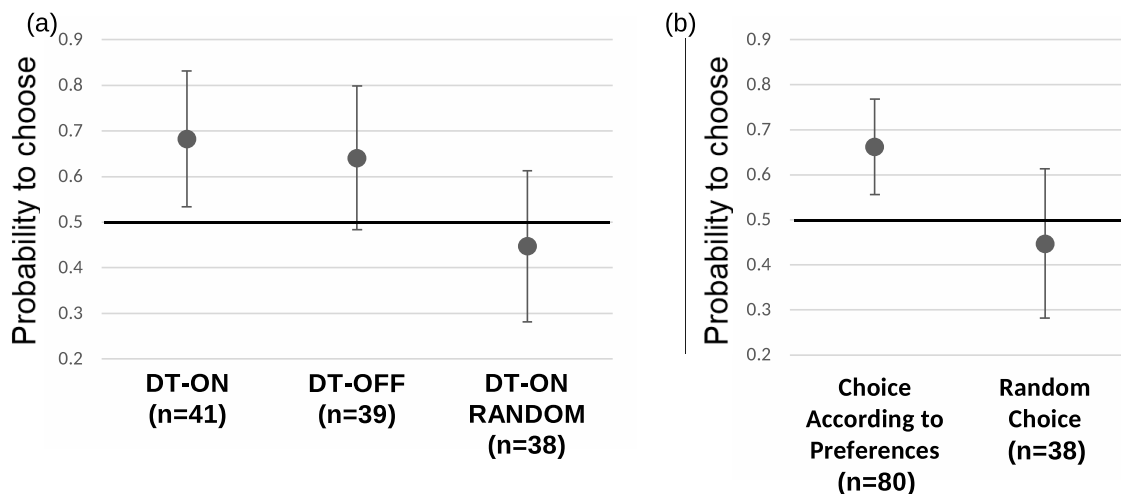 (a)
Probability to choose
0.9
0.8
0.7
0.6
0.5
0.4
0.3
0.2
DT-ON
(n=41)
DT-OFF
(n=39)
DT-ON
RANDOM
(n=38)
(b)
Probability to choose
0.9
0.8
0.7
0.6
0.5
0.4
0.3
0.2
Choice
According to
Preferences
(n=80)
Random
Choice
(n=38)